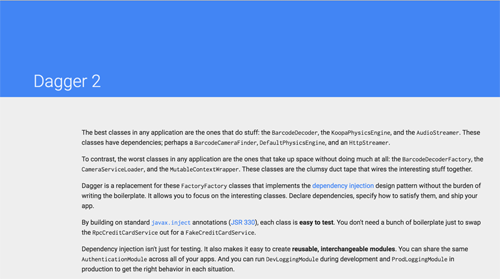 Dagger 2
The best classes in any application are the ones that do stuff: the BarcodeDecoder, the KoopaPhysicsEngine, and the AudioStreamer. These
classes have dependencies; perhaps a BarcodeCameraFinder, DefaultPhysicsEngine, and an HttpStreamer.
To contrast, the worst classes in any application are the ones that take up space without doing much at all: the BarcodeDecoderFactory, the
CameraServiceLoader, and the MutableContextWrapper. These classes are the clumsy duct tape that wires the interesting stuff together.
Dagger is a replacement for these FactoryFactory classes that implements the dependency injection design pattern without the burden of
writing the boilerplate. It allows you to focus on the interesting classes. Declare dependencies, specify how to satisfy them, and ship your
app.
By building on standard javax.inject annotations (JSR 330), each class is easy to test. You don't need a bunch of boilerplate just to swap
the RpcCreditCardService out for a FakeCreditCardService.
Dependency injection isn't just for testing. It also makes it easy to create reusable, interchangeable modules. You can share the same
AuthenticationModule across all of your apps. And you can run DevLoggingModule during development and ProdLoggingModule in
production to get the right behavior in each situation.